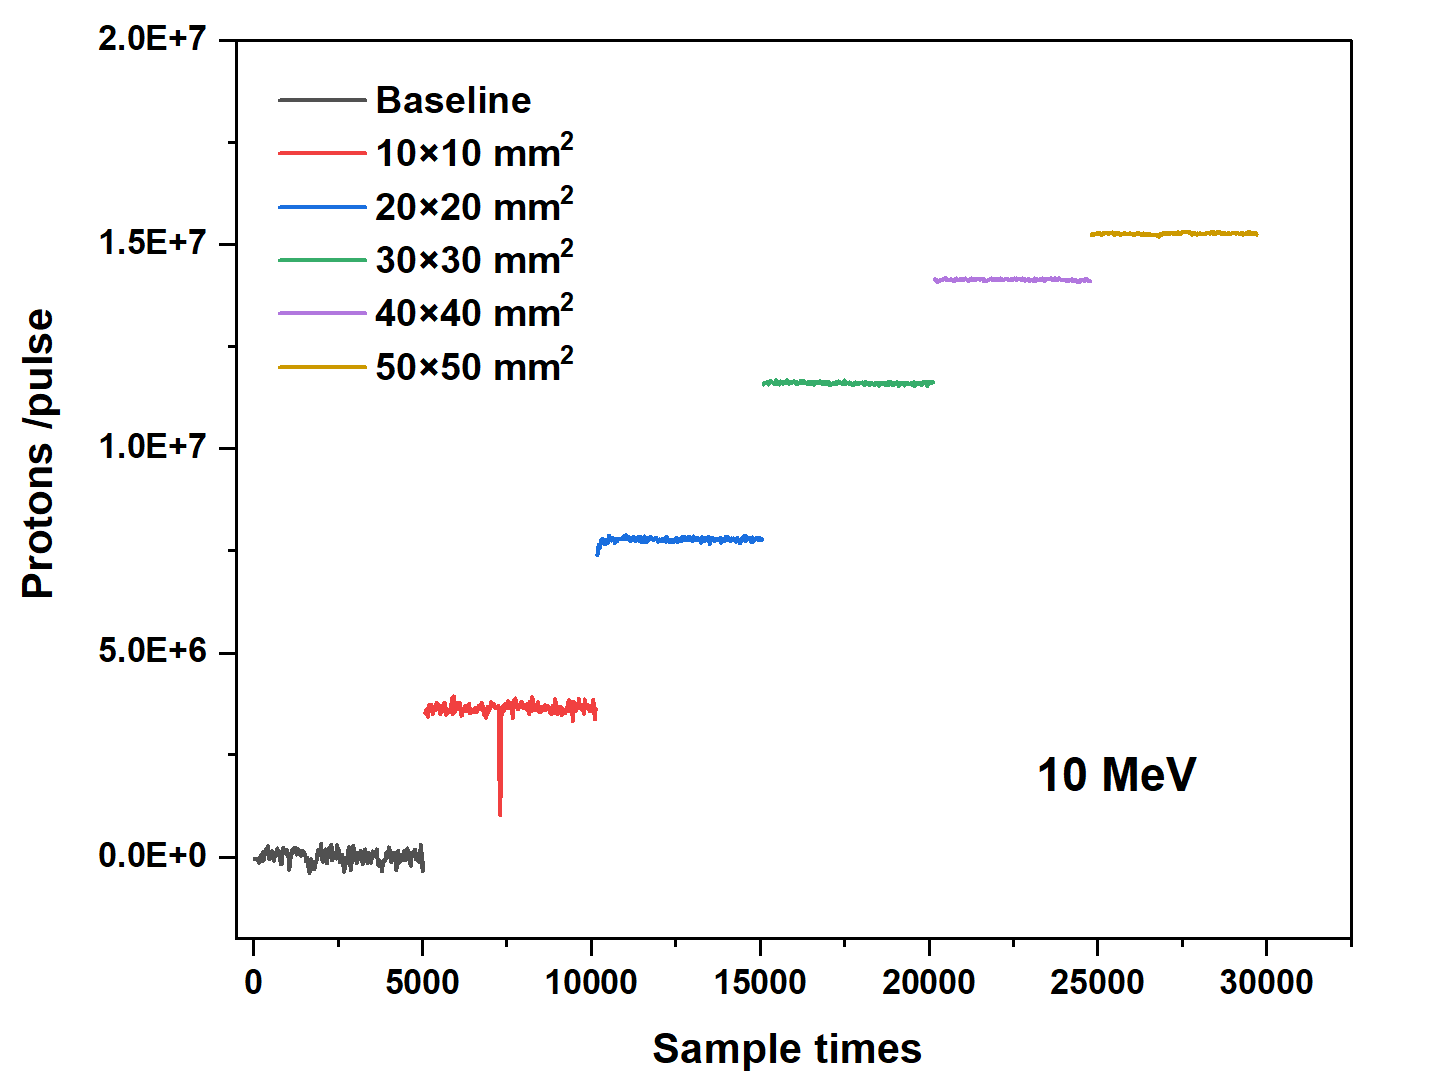 2.0E+7
1.5E+7
1.0E+7
5.0E+6
0.0E+0
Protons /pulse
Baseline
10×10 mm²
20×20 mm²
30×30 mm²
40×40 mm²
50×50 mm²
10 MeV
0 5000 10000 15000 20000 25000 30000
Sample times